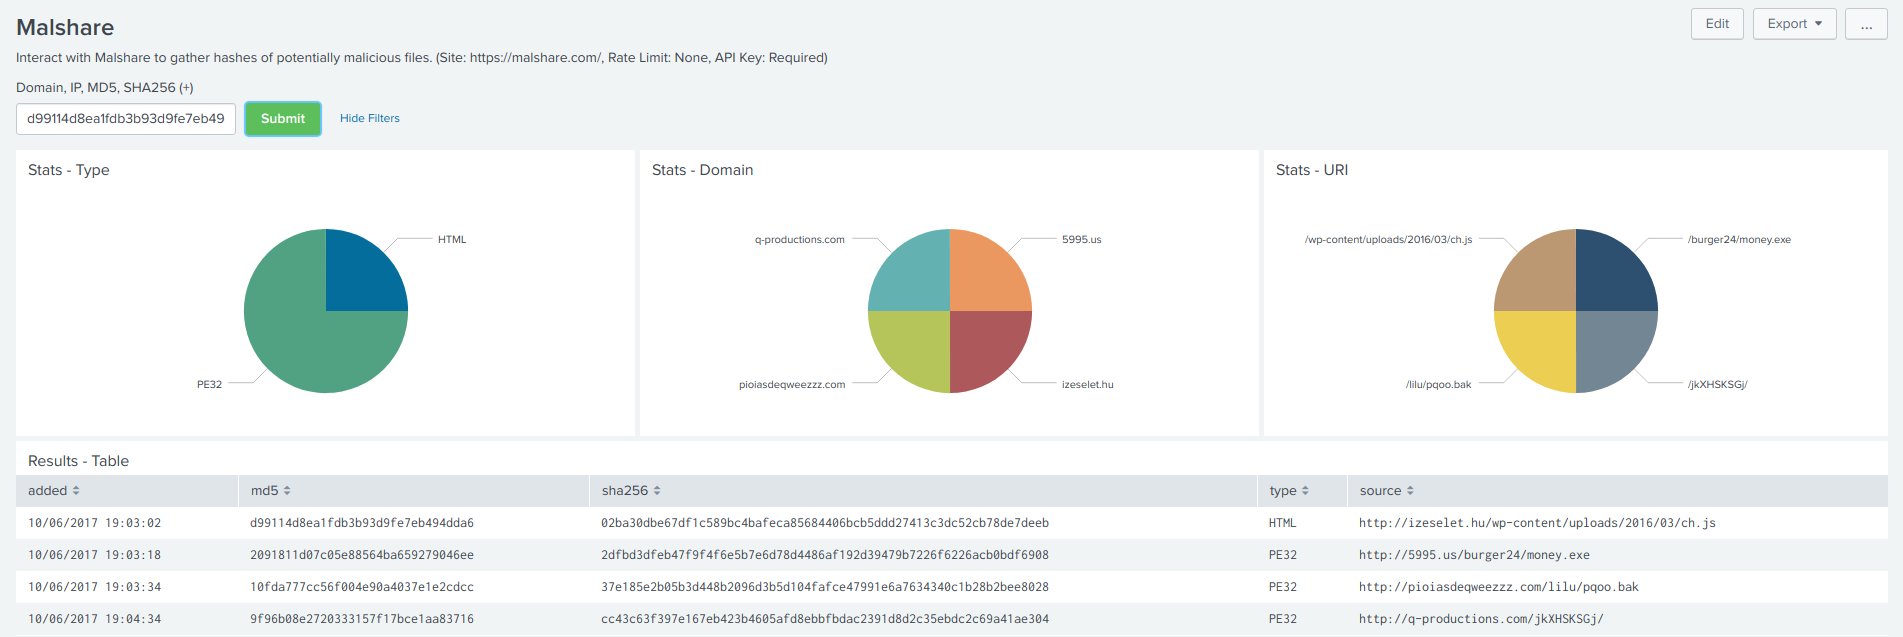 Malshare
Edit
Export
...
Interact with Malshare to gather hashes of potentially malicious files. (Site: https://malshare.com/, Rate Limit: None, API Key: Required)
Domain, IP, MD5, SHA256 (+)
d99114d8ea1fdb3b93d9fe7eb49
Submit
Hide Filters
Stats - Type
HTML
PE32
Stats - Domain
q-productions.com
5995.us
pioiasdeqweezzz.com
izeselet.hu
Stats - URI
/wp-content/uploads/2016/03/ch.js
/burger24/money.exe
/lilu/pqoo.bak
/jkXHSKSGj/
Results - Table
added md5 sha256 type source
10/06/2017 19:03:02 d99114d8ea1fdb3b93d9fe7eb494dda6 02ba30dbe67df1c589bc4bafeca85684406bcb5ddd27413c3dc52cb78de7deeb HTML http://izeselet.hu/wp-content/uploads/2016/03/ch.js
10/06/2017 19:03:18 2091811d07c05e88564ba659279046ee 2dfbd3dfeb47f9f4f6e5b7e6d78d4486af192d39479b7226f6226acb0bdf6908 PE32 http://5995.us/burger24/money.exe
10/06/2017 19:03:34 10fda777cc56f004e90a4037e1e2cdcc 37e185e2b05b3d448b2096d3b5d104fafce47991e6a7634340c1b28b2bee8028 PE32 http://pioiasdeqweezzz.com/lilu/pqoo.bak
10/06/2017 19:04:34 9f96b08e2720333157f17bce1aa83716 cc43c63f397e167eb423b4605afd8ebbfbdac2391d8d2c35ebdc2c69a41ae304 PE32 http://q-productions.com/jkXHSKSGj/